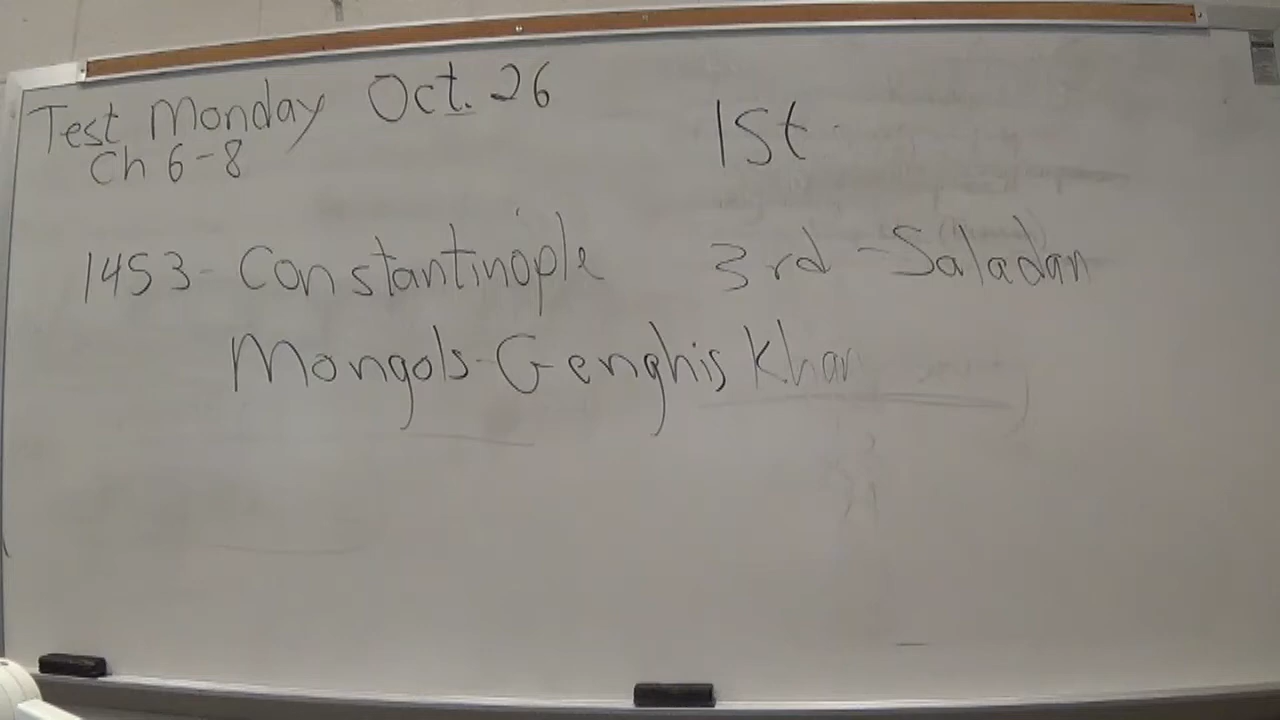 Test Monday Oct. 26
Ch 6-8
1st
1453- Constantinople
3rd - Saladan
Mongols-Genghis Khan